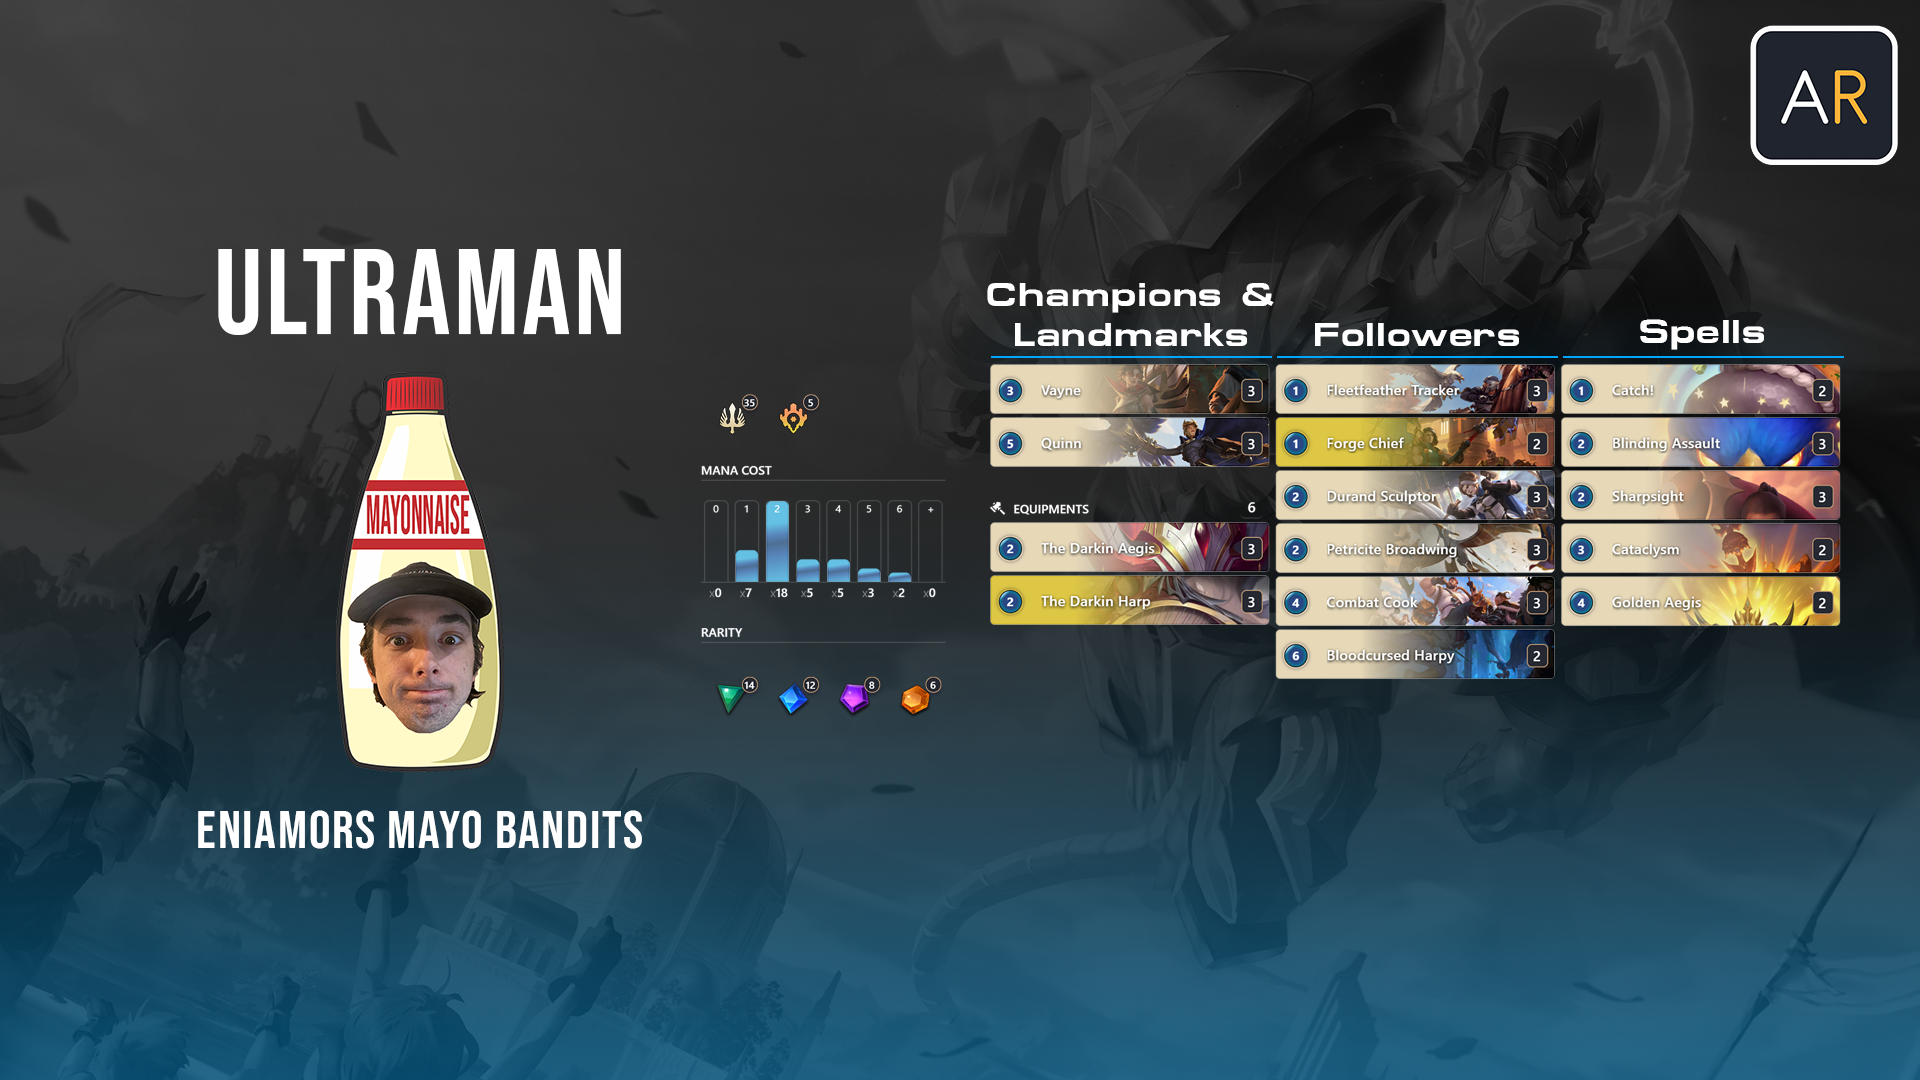 AR
ULTRAMAN
MAYONNAISE
ENIAMORS MAYO BANDITS
35
5
MANA COST
0 1 2 3 4 5 6 +
x0 x7 x18 x5 x5 x3 x2 x0
RARITY
14 12 8 6
Champions &
Landmarks
3 Vayne 3
5 Quinn 3
EQUIPMENTS 6
2 The Darkin Aegis 3
2 The Darkin Harp 3
Followers
1 Fleetfeather Tracker 3
1 Forge Chief 2
2 Durand Sculptor 3
2 Petricite Broadwing 3
4 Combat Cook 3
6 Bloodcursed Harpy 2
Spells
1 Catch! 2
2 Blinding Assault 3
2 Sharpsight 3
3 Cataclysm 2
4 Golden Aegis 2